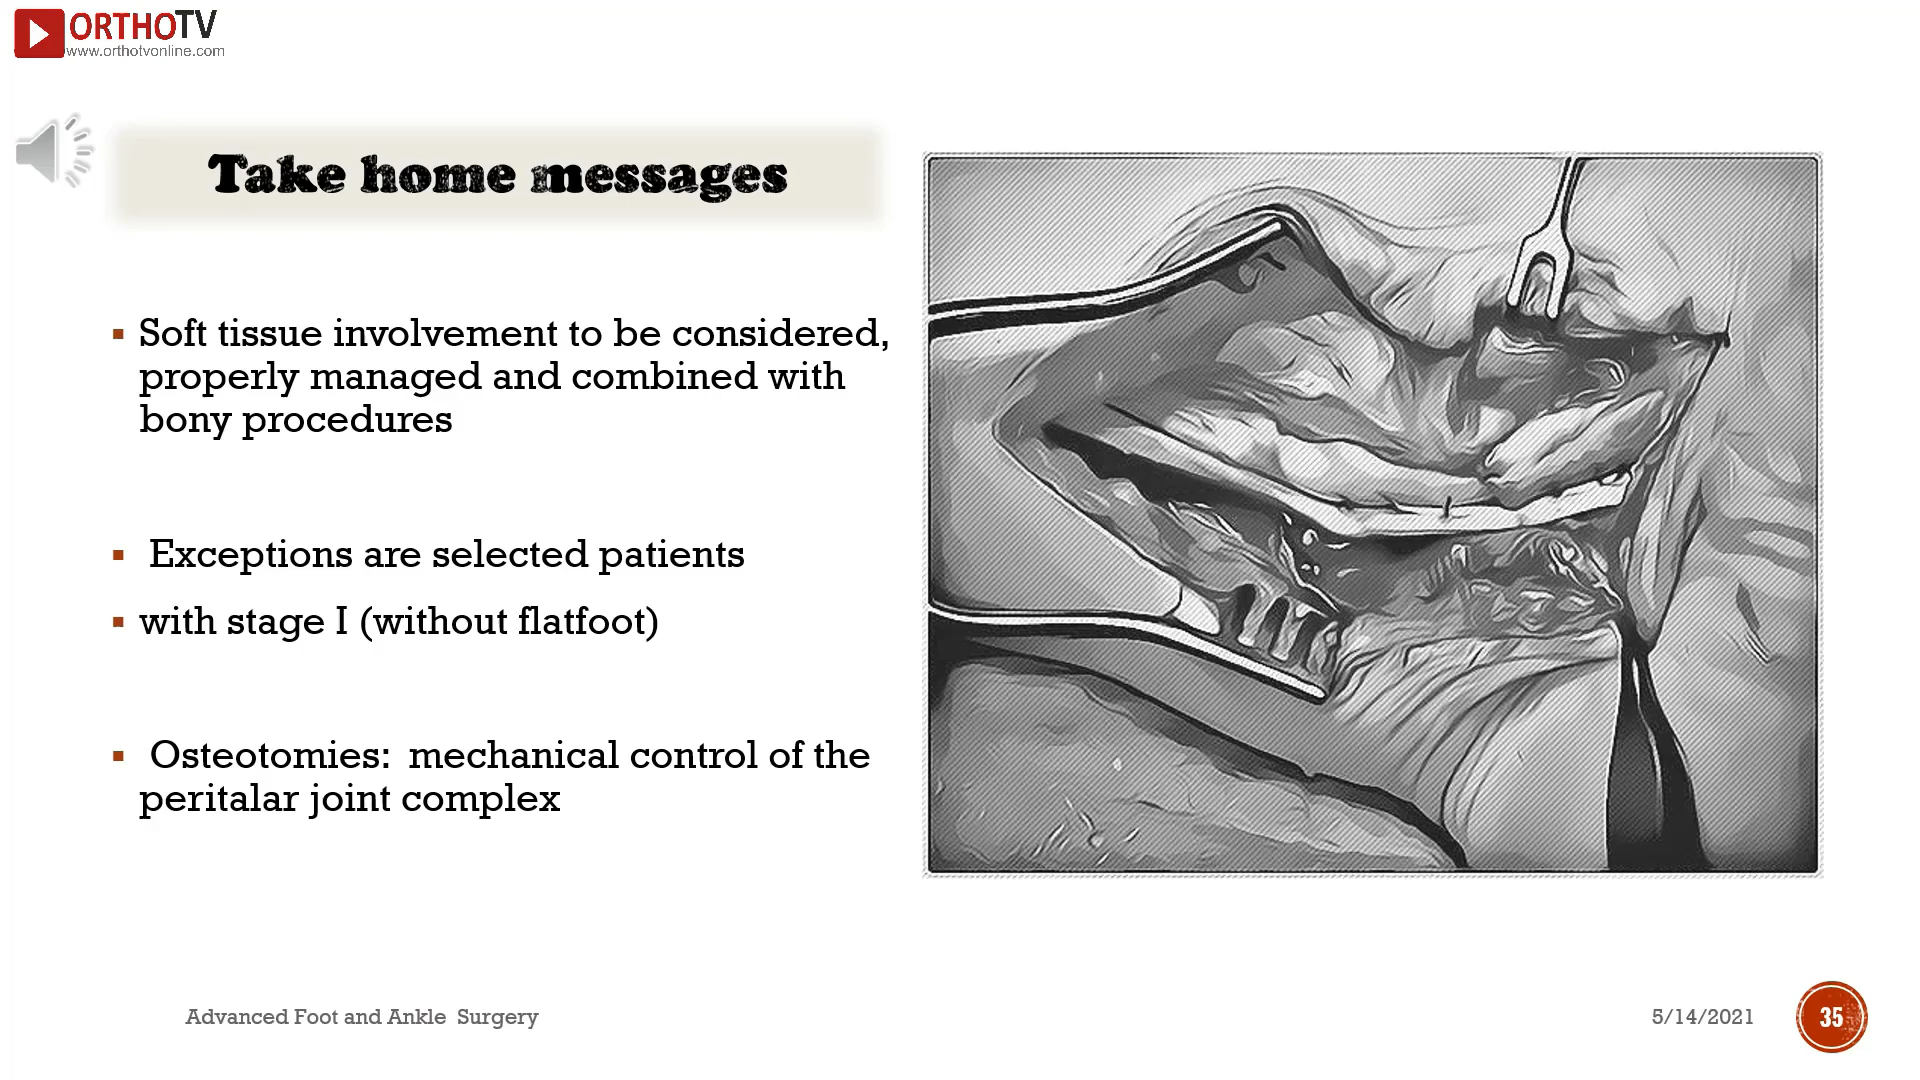 ORTHOTV
www.orthotvonline.com
Take home messages
▪ Soft tissue involvement to be considered,
properly managed and combined with
bony procedures
▪ Exceptions are selected patients
▪ with stage I (without flatfoot)
▪ Osteotomies: mechanical control of the
peritalar joint complex
Advanced Foot and Ankle Surgery
5/14/2021
35